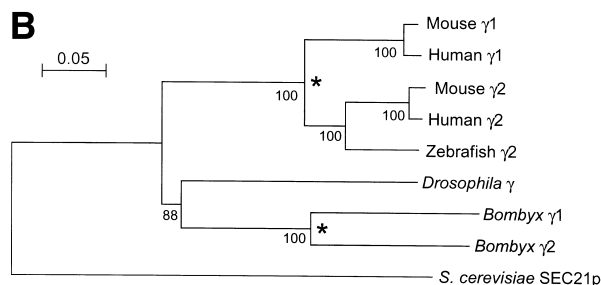 B
Mouse γ1
0.05
100
Human γ1
*
Mouse γ2
100
100
Human γ2
100
Zebrafish γ2
Drosophila γ
88
Bombyx γ1
*
100
Bombyx γ2
S. cerevisiae SEC21p